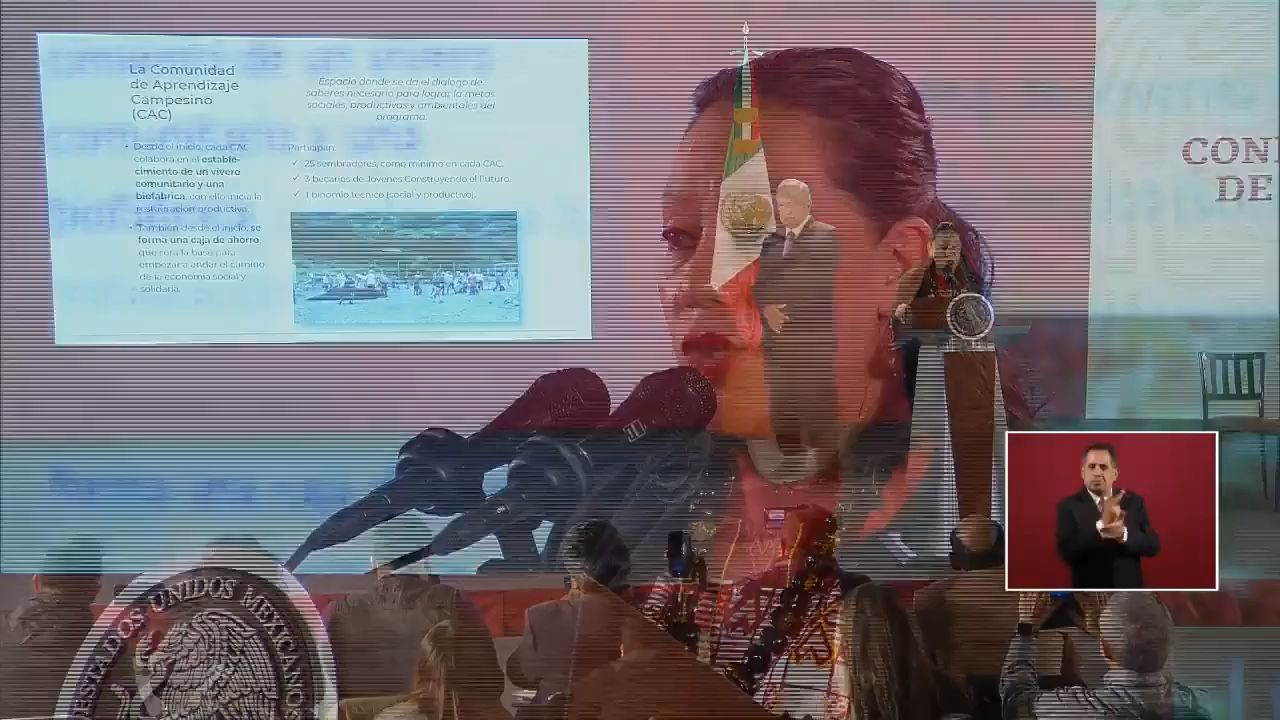 La Comunidad
de Aprendizaje
Campesino
(CAC)
• Desde el inicio, cada CAC
colabora en el estable-
cimiento de un vivero
comunitario y una
biofábrica, con ello inicia la
restauración productiva.
• También desde el inicio, se
forma una caja de ahorro
que será la base para
empezar a andar el camino
de la economía social y
solidaria.
Espacio donde se da el diálogo de
saberes necesario para lograr la metas
sociales, productivas y ambientales del
programa.
Participan:
✓ 25 sembradores, como mínimo en cada CAC.
✓ 3 becarios de Jóvenes Construyendo el Futuro.
✓ 1 binomio técnico (social y productivo).
CON
DE
ESTADOS UNIDOS MEXICANOS